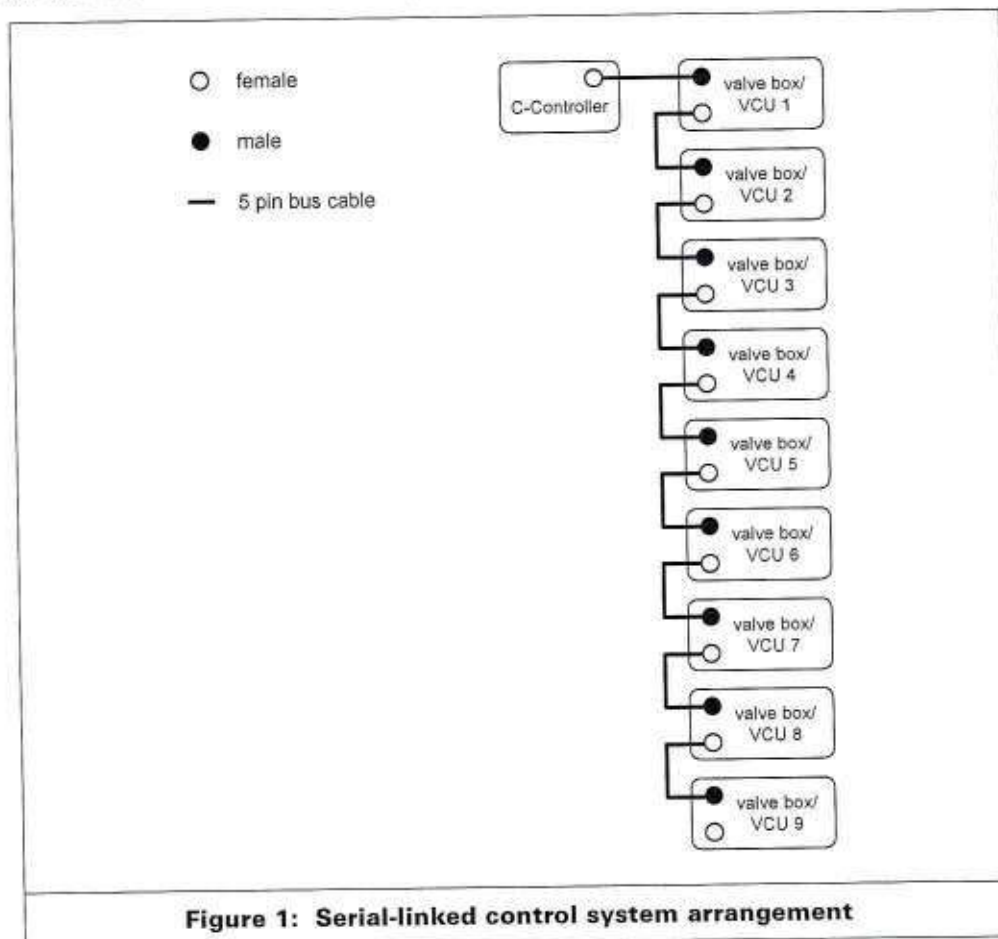 female
male
5 pin bus cable
C-Controller
valve box/
VCU 1
valve box/
VCU 2
valve box/
VCU 3
valve box/
VCU 4
valve box/
VCU 5
valve box/
VCU 6
valve box/
VCU 7
valve box/
VCU 8
valve box/
VCU 9
Figure 1: Serial-linked control system arrangement